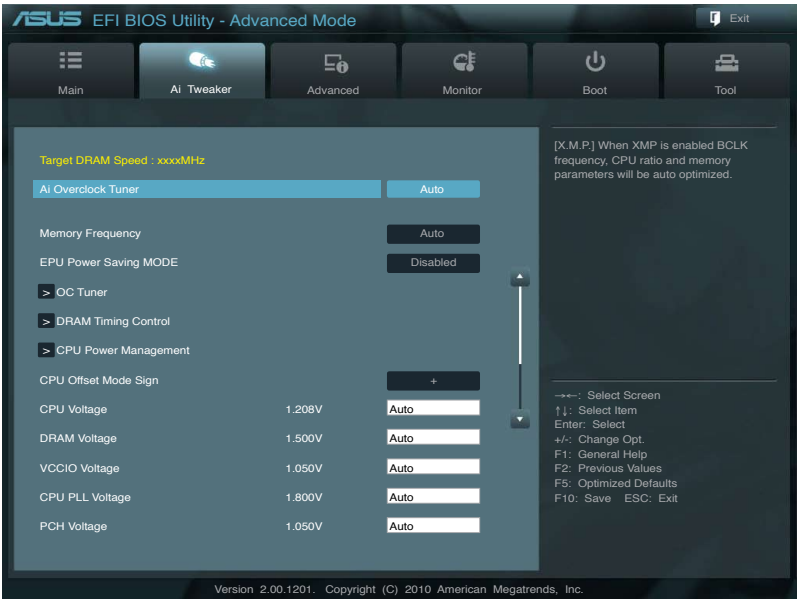 ASUS EFI BIOS Utility - Advanced Mode
Exit
Main
Ai Tweaker
Advanced
Monitor
Boot
Tool
Target DRAM Speed : xxxxMHz
Ai Overclock Tuner Auto
Memory Frequency Auto
EPU Power Saving MODE Disabled
> OC Tuner
> DRAM Timing Control
> CPU Power Management
CPU Offset Mode Sign +
CPU Voltage 1.208V Auto
DRAM Voltage 1.500V Auto
VCCIO Voltage 1.050V Auto
CPU PLL Voltage 1.800V Auto
PCH Voltage 1.050V Auto
[X.M.P.] When XMP is enabled BCLK
frequency, CPU ratio and memory
parameters will be auto optimized.
→←: Select Screen
↑↓: Select Item
Enter: Select
+/-: Change Opt.
F1: General Help
F2: Previous Values
F5: Optimized Defaults
F10: Save ESC: Exit
Version 2.00.1201. Copyright (C) 2010 American Megatrends, Inc.